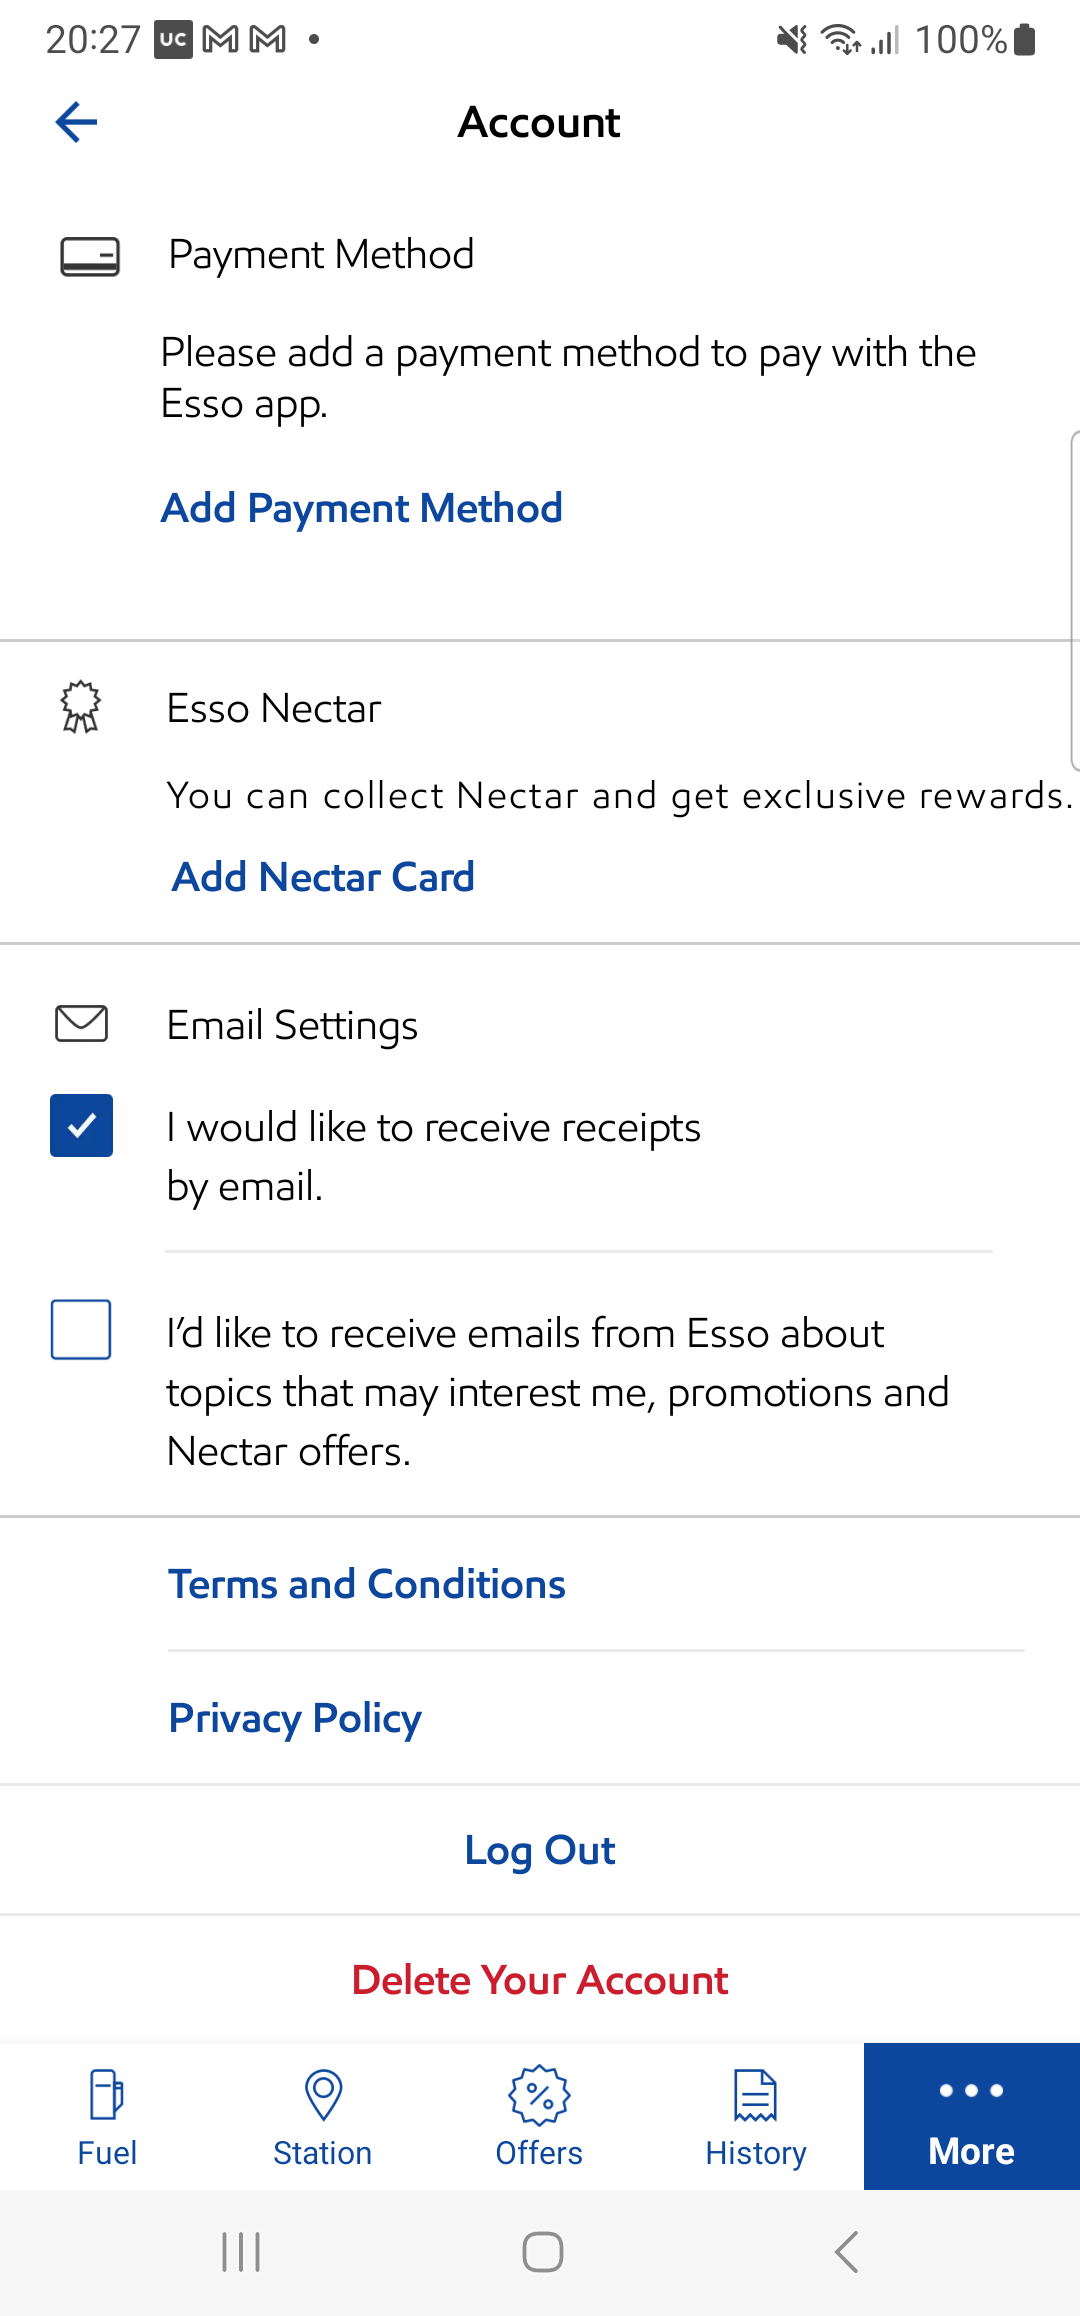 20:27 UC 100%
Account
Payment Method
Please add a payment method to pay with the
Esso app.
Add Payment Method
Esso Nectar
You can collect Nectar and get exclusive rewards.
Add Nectar Card
Email Settings
I would like to receive receipts
by email.
I’d like to receive emails from Esso about
topics that may interest me, promotions and
Nectar offers.
Terms and Conditions
Privacy Policy
Log Out
Delete Your Account
Fuel Station Offers History More